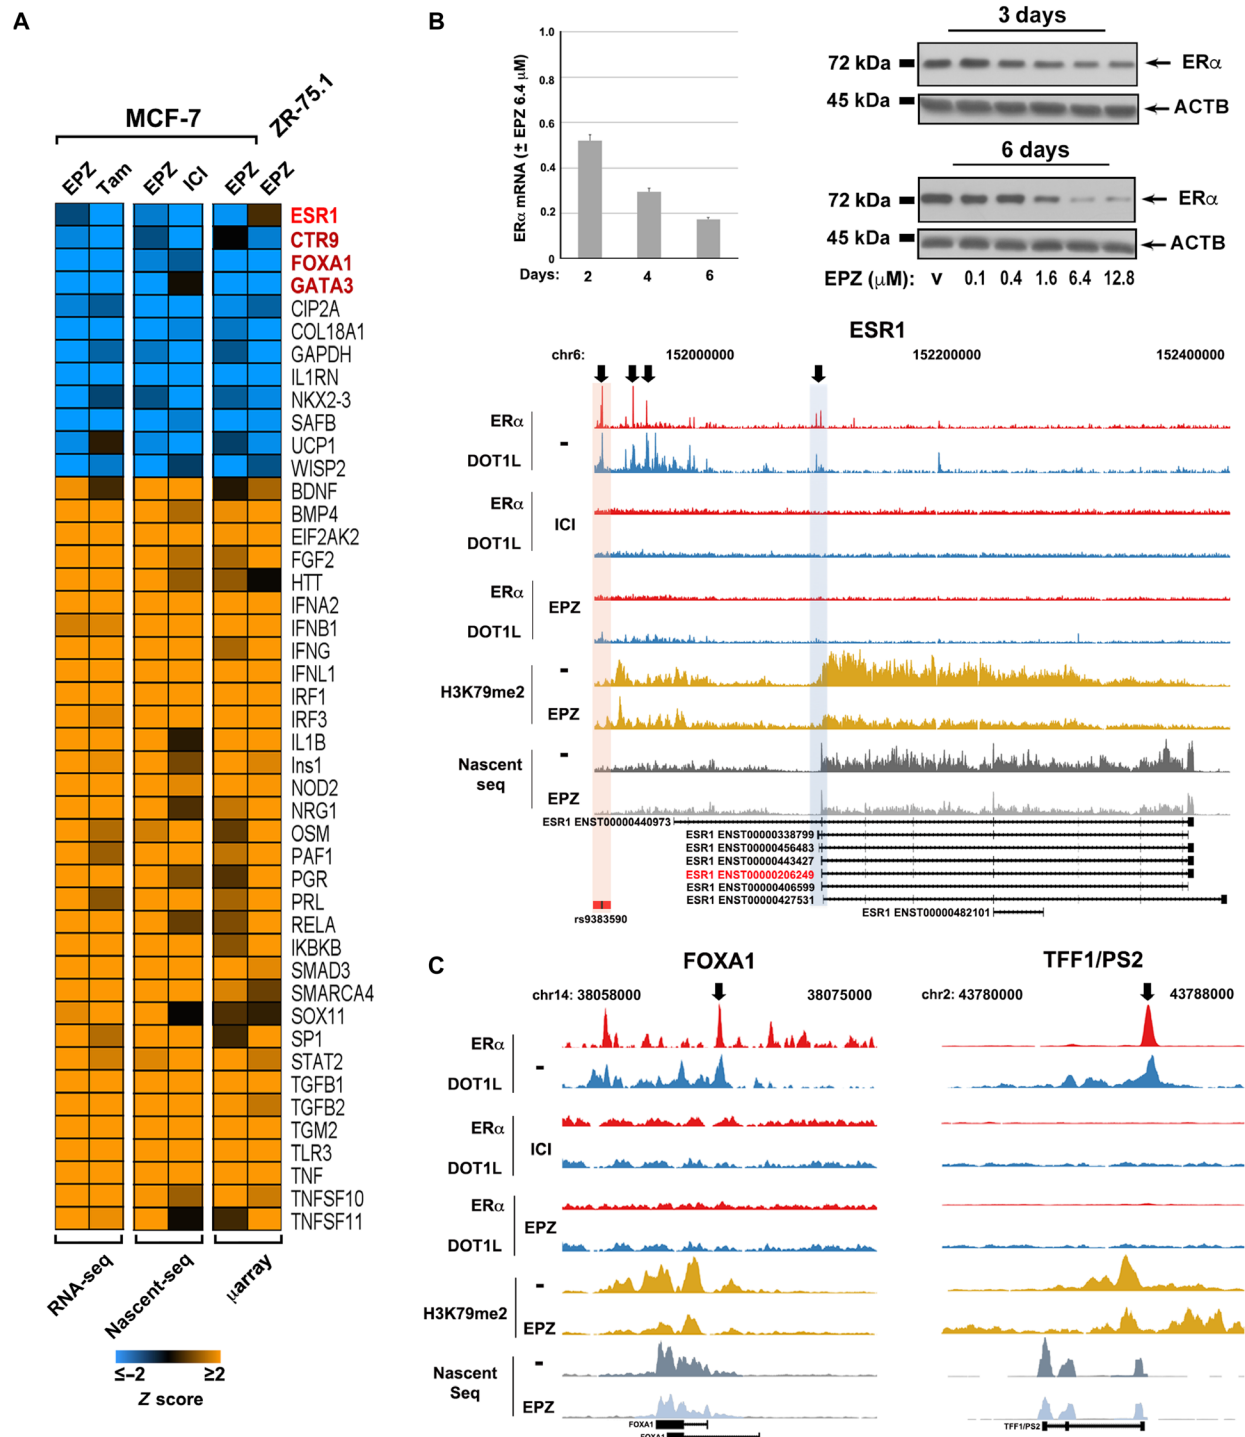 A
MCF-7
ZR-75.1
EPZ
Tam
EPZ
ICI
EPZ
EPZ
ESR1
CTR9
FOXA1
GATA3
CIP2A
COL18A1
GAPDH
IL1RN
NKX2-3
SAFB
UCP1
WISP2
BDNF
BMP4
EIF2AK2
FGF2
HTT
IFNA2
IFNB1
IFNG
IFNL1
IRF1
IRF3
IL1B
Ins1
NOD2
NRG1
OSM
PAF1
PGR
PRL
RELA
IKBKB
SMAD3
SMARCA4
SOX11
SP1
STAT2
TGFB1
TGFB2
TGM2
TLR3
TNF
TNFSF10
TNFSF11
RNA-seq
Nascent-seq
μarray
≤–2
≥2
Z score
B
ERα mRNA (± EPZ 6.4 μM)
1.0
0.8
0.6
0.4
0.2
0
Days: 2 4 6
3 days
72 kDa
ERα
45 kDa
ACTB
6 days
72 kDa
ERα
45 kDa
ACTB
EPZ (μM): v 0.1 0.4 1.6 6.4 12.8
ESR1
chr6: 152000000 152200000 152400000
ERα
-
DOT1L
ERα
ICI
DOT1L
ERα
EPZ
DOT1L
-
H3K79me2
EPZ
-
Nascent
seq
EPZ
ESR1 ENST00000440973
ESR1 ENST00000338799
ESR1 ENST00000456483
ESR1 ENST00000443427
ESR1 ENST00000206249
ESR1 ENST00000406599
ESR1 ENST00000427531
ESR1 ENST00000482101
rs9383590
C
FOXA1
TFF1/PS2
chr14: 38058000 38075000
chr2: 43780000 43788000
ERα
-
DOT1L
ERα
ICI
DOT1L
ERα
EPZ
DOT1L
-
H3K79me2
EPZ
-
Nascent
Seq
EPZ
FOXA1
FOXA1
TFF1/PS2